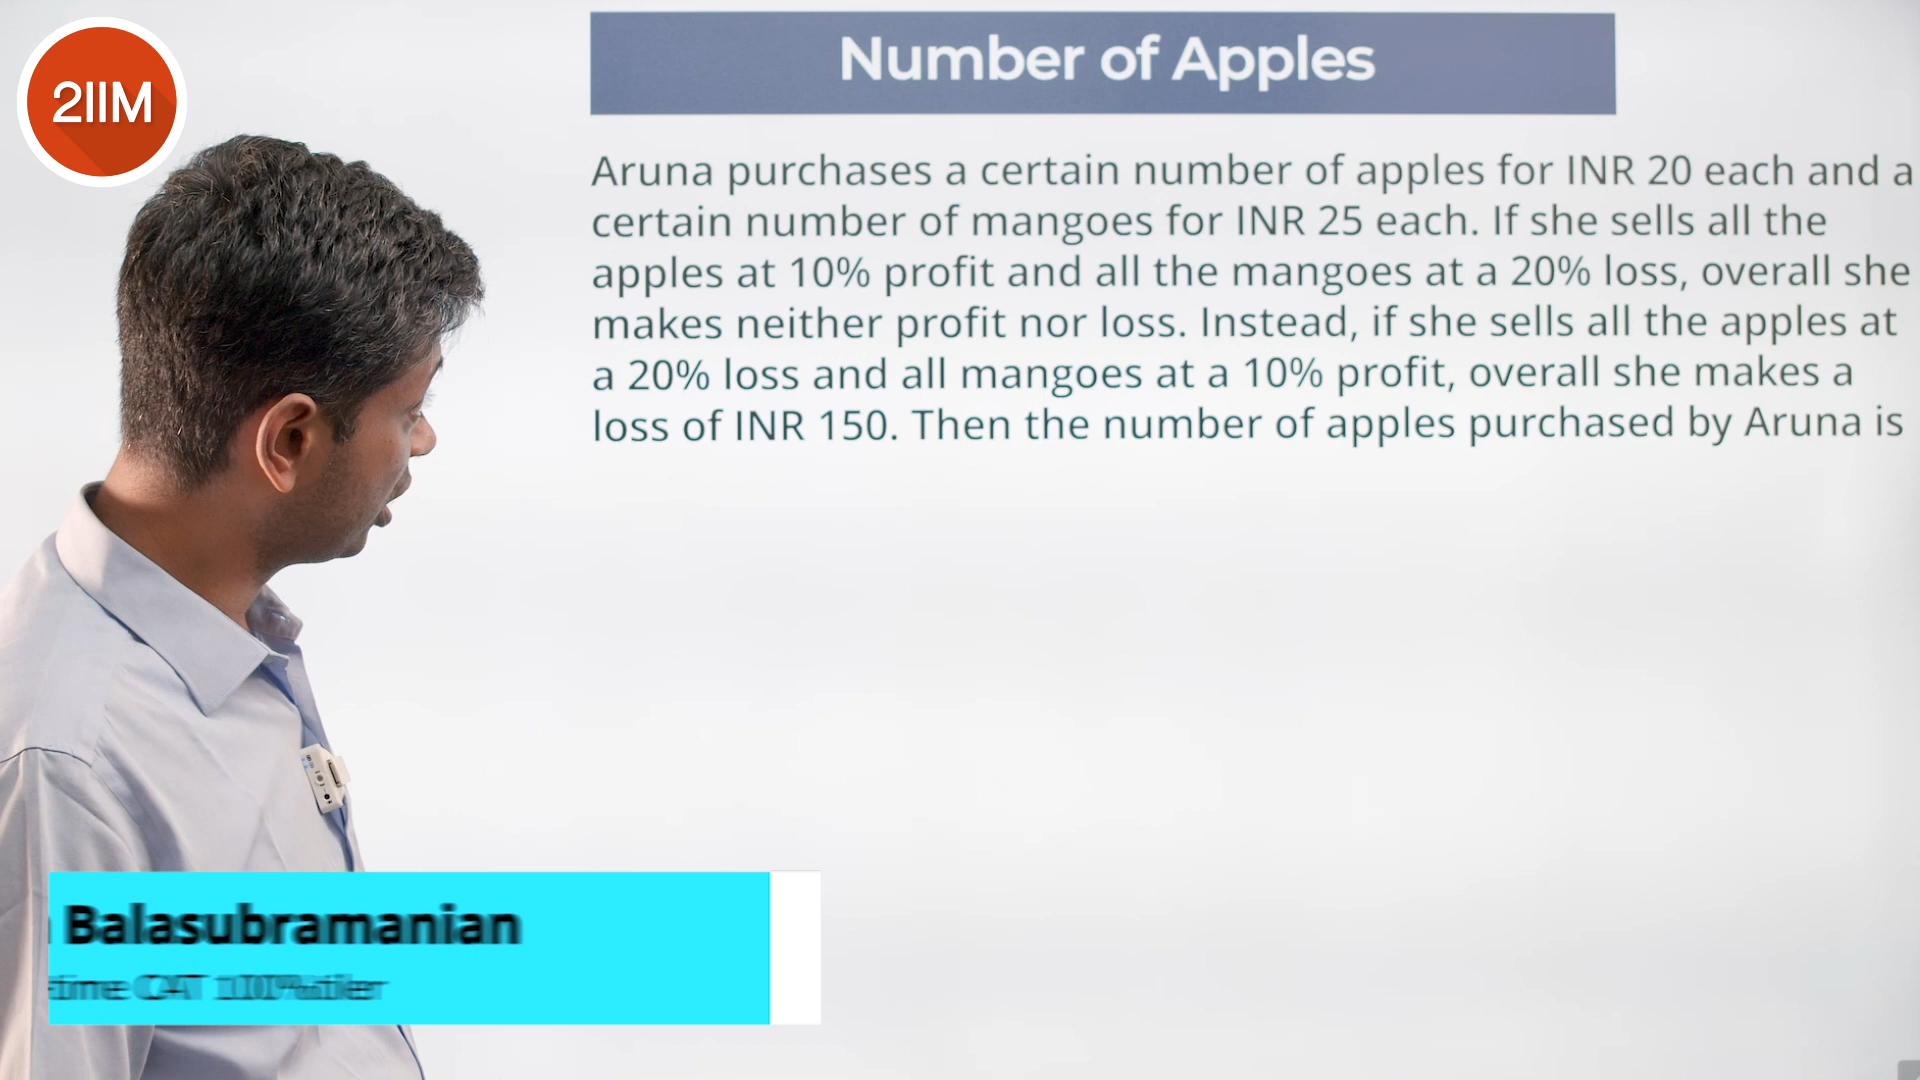 2IIM
Number of Apples
Aruna purchases a certain number of apples for INR 20 each and a
certain number of mangoes for INR 25 each. If she sells all the
apples at 10% profit and all the mangoes at a 20% loss, overall she
makes neither profit nor loss. Instead, if she sells all the apples at
a 20% loss and all mangoes at a 10% profit, overall she makes a
loss of INR 150. Then the number of apples purchased by Aruna is
Balasubramanian
time CAT 100%tiler